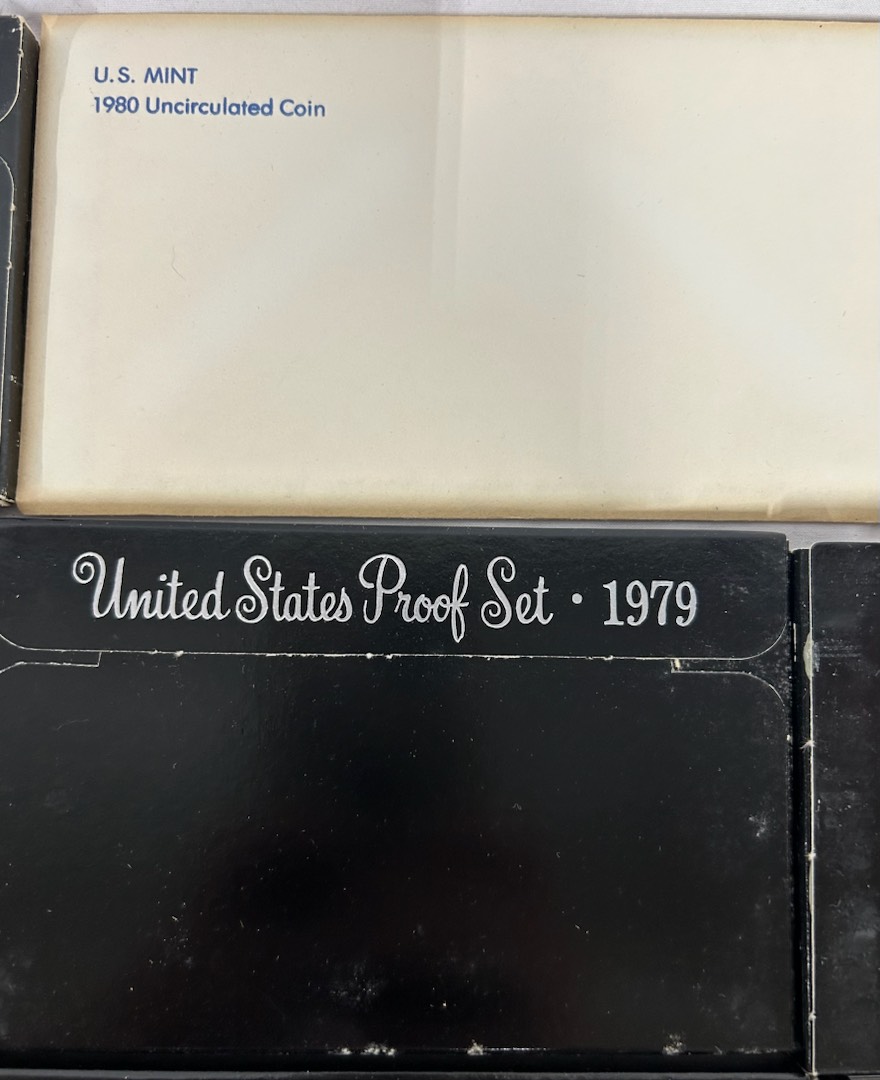 U.S. MINT
1980 Uncirculated Coin
United States Proof Set · 1979